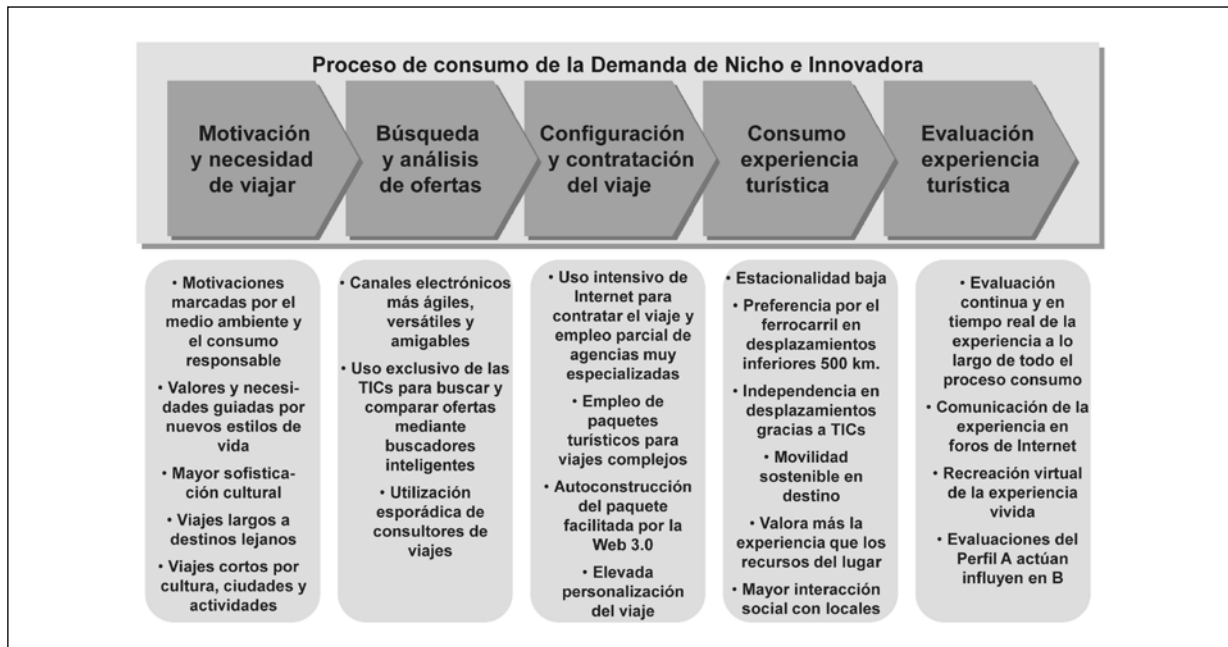 Proceso de consumo de la Demanda de Nicho e Innovadora
Motivación
y necesidad
de viajar
Búsqueda
y análisis
de ofertas
Configuración
y contratación
del viaje
Consumo
experiencia
turística
Evaluación
experiencia
turística
• Motivaciones
marcadas por el
medio ambiente y
el consumo
responsable
• Valores y necesi-
dades guiadas por
nuevos estilos de
vida
• Mayor sofistica-
ción cultural
• Viajes largos a
destinos lejanos
• Viajes cortos por
cultura, ciudades y
actividades
• Canales electrónicos
más ágiles,
versátiles y
amigables
• Uso exclusivo de las
TICs para buscar y
comparar ofertas
mediante
buscadores
inteligentes
• Utilización
esporádica de
consultores de
viajes
• Uso intensivo de
Internet para
contratar el viaje y
empleo parcial de
agencias muy
especializadas
• Empleo de
paquetes
turísticos para
viajes complejos
• Autoconstrucción
del paquete
facilitada por la
Web 3.0
• Elevada
personalización
del viaje
• Estacionalidad baja
• Preferencia por el
ferrocarril en
desplazamientos
inferiores 500 km.
• Independencia en
desplazamientos
gracias a TICs
• Movilidad
sostenible en
destino
• Valora más la
experiencia que los
recursos del lugar
• Mayor interacción
social con locales
• Evaluación
continua y en
tiempo real de la
experiencia a lo
largo de todo el
proceso consumo
• Comunicación de la
experiencia en
foros de Internet
• Recreación virtual
de la experiencia
vivida
• Evaluaciones del
Perfil A actúan
influyen en B